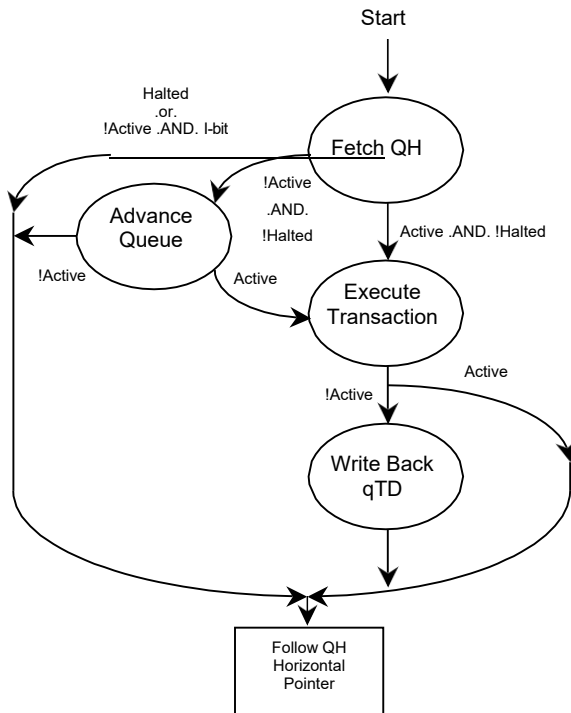 Start
Halted
.or.
!Active .AND. I-bit
Fetch QH
!Active
.AND.
!Halted
Advance
Queue
Active .AND. !Halted
!Active
Active
Execute
Transaction
Active
!Active
Write Back
qTD
Follow QH
Horizontal
Pointer